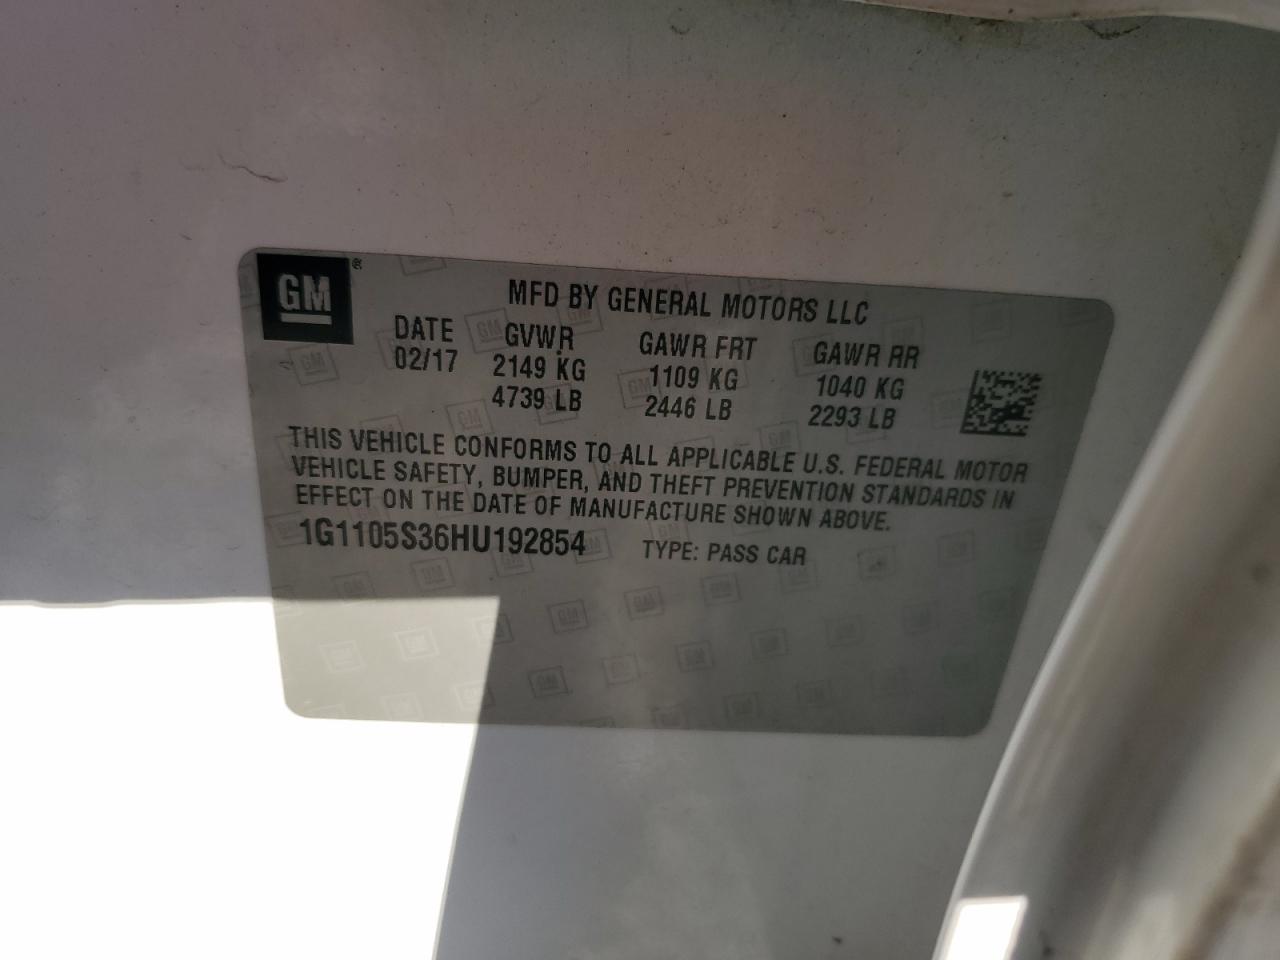 GM ®
MFD BY GENERAL MOTORS LLC
DATE GVWR GAWR FRT GAWR RR
02/17 2149 KG 1109 KG 1040 KG
4739 LB 2446 LB 2293 LB
THIS VEHICLE CONFORMS TO ALL APPLICABLE U.S. FEDERAL MOTOR
VEHICLE SAFETY, BUMPER, AND THEFT PREVENTION STANDARDS IN
EFFECT ON THE DATE OF MANUFACTURE SHOWN ABOVE.
1G1105S36HU192854 TYPE: PASS CAR